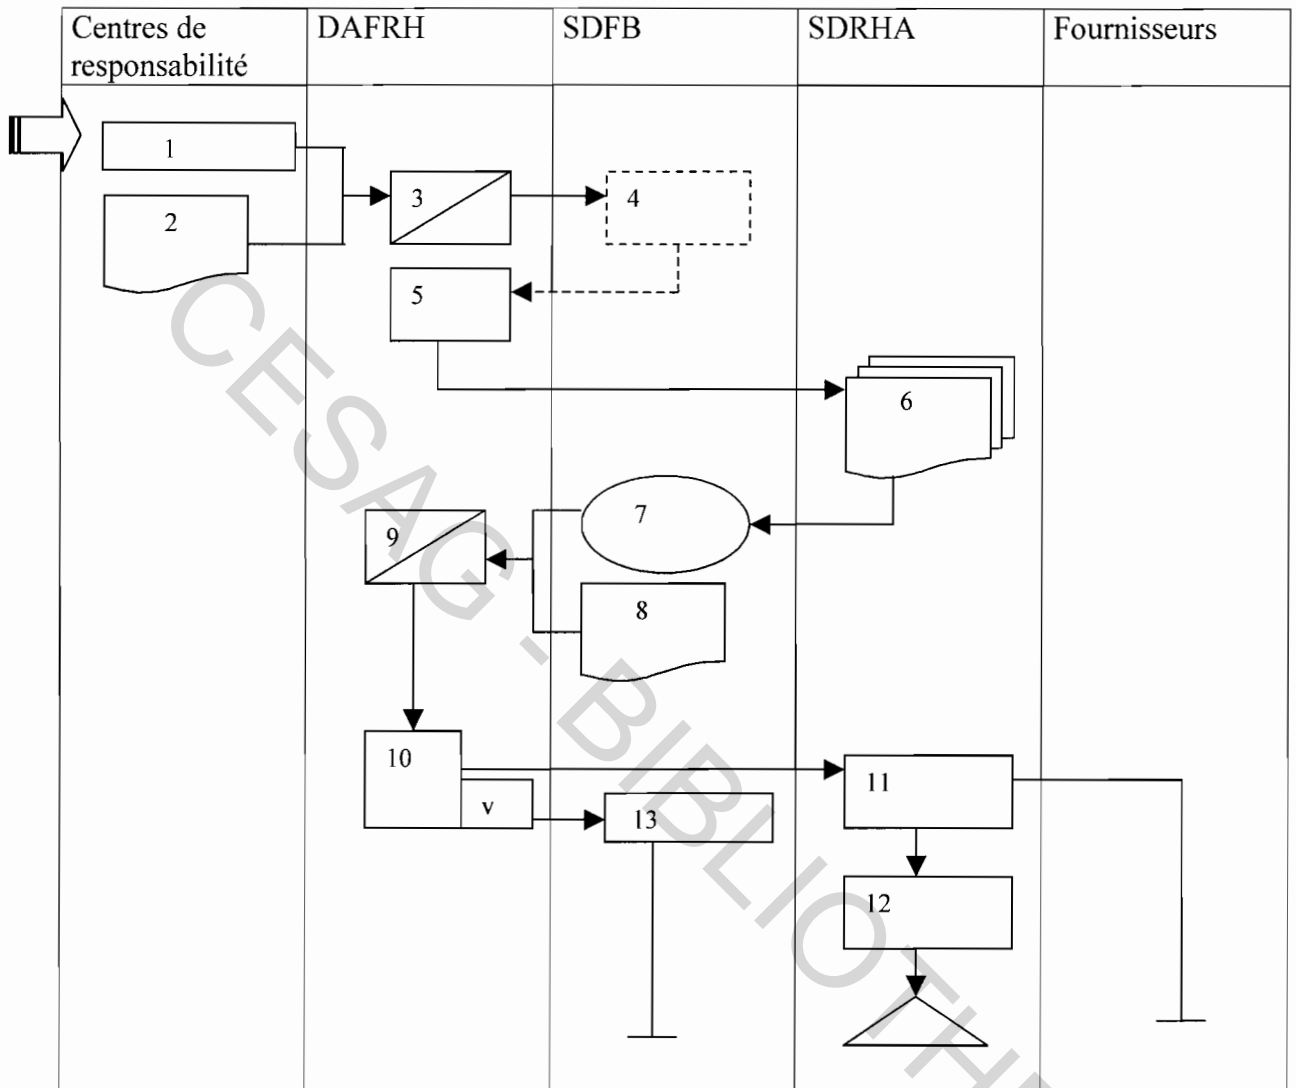 Centres de
responsabilité
DAFRH
SDFB
SDRHA
Fournisseurs
1
2
3
4
5
6
7
8
9
10
v
11
12
13
CESAG - BIBLIOTHE